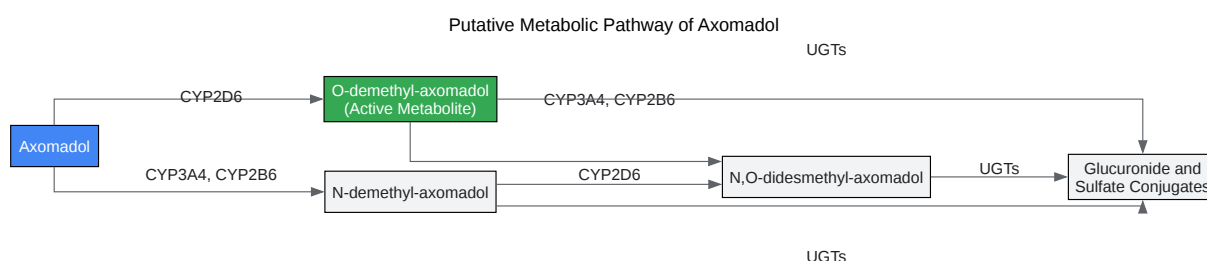 Putative Metabolic Pathway of Axomadol
UGTs
CYP2D6
O-demethyl-axomadol
(Active Metabolite)
CYP3A4, CYP2B6
Axomadol
CYP3A4, CYP2B6
N-demethyl-axomadol
CYP2D6
N,O-didesmethyl-axomadol
UGTs
Glucuronide and
Sulfate Conjugates
UGTs